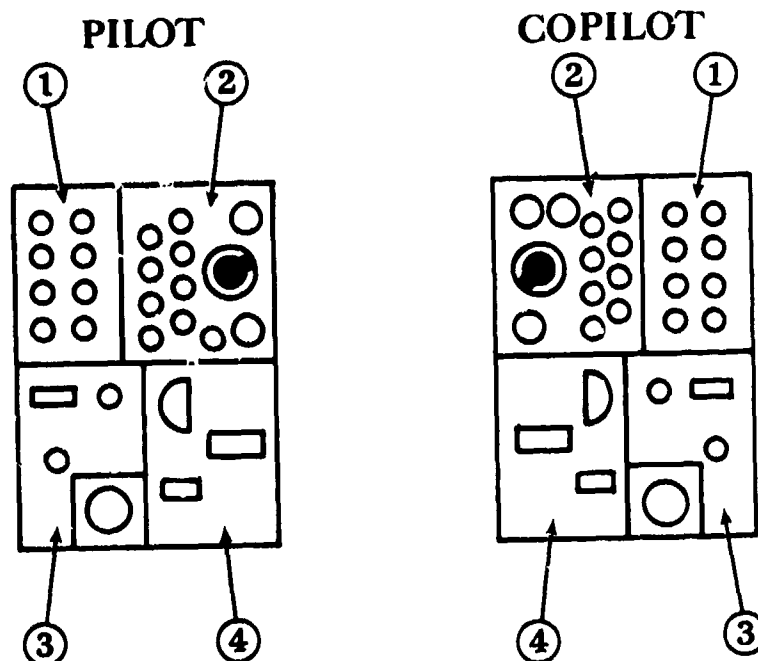 PILOT COPILOT
① ② ② ①
③ ④ ④ ③